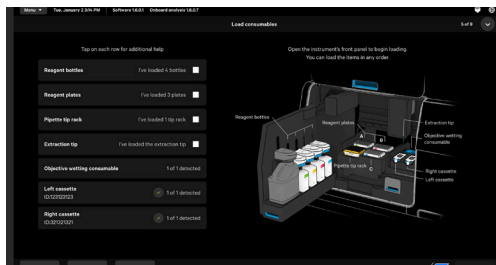 Menu Tue, January 2 3:14 PM Software 1.6.0.1 Onboard analysis 1.6.0.7
Load consumables 5 of 9
Tap on each row for additional help
Reagent bottles I've loaded 4 bottles
Reagent plates I've loaded 3 plates
Pipette tip rack I've loaded 1 tip rack
Extraction tip I've loaded the extraction tip
Objective wetting consumable 1 of 1 detected
Left cassette
ID:123123123 1 of 1 detected
Right cassette
ID:321321321 1 of 1 detected
Open the instrument's front panel to begin loading.
You can load the items in any order.
Reagent bottles
Reagent plates
Extraction tip
A
B
Objective wetting
consumable
Pipette tip rack
C
Right cassette
Left cassette